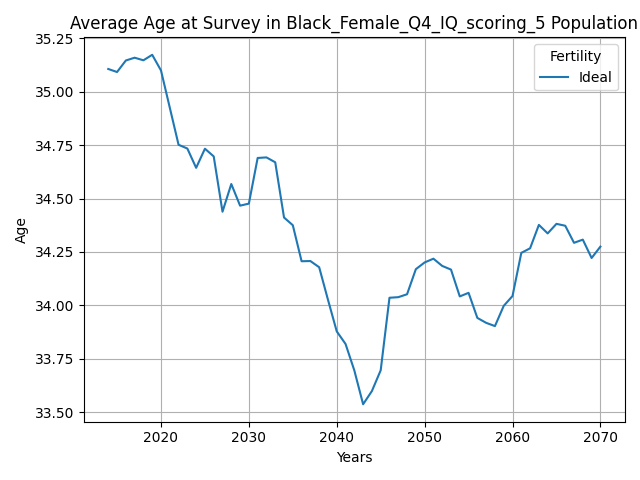 Average Age at Survey in Black_Female_Q4_IQ_scoring_5 Population
Fertility
Ideal
35.25
35.00
34.75
34.50
34.25
34.00
33.75
33.50
Age
2020 2030 2040 2050 2060 2070
Years